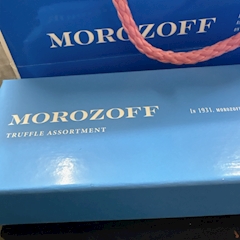 MOROZOFF
MOROZOFF
TRUFFLE ASSORTMENT
In 1931, MOROZOFF